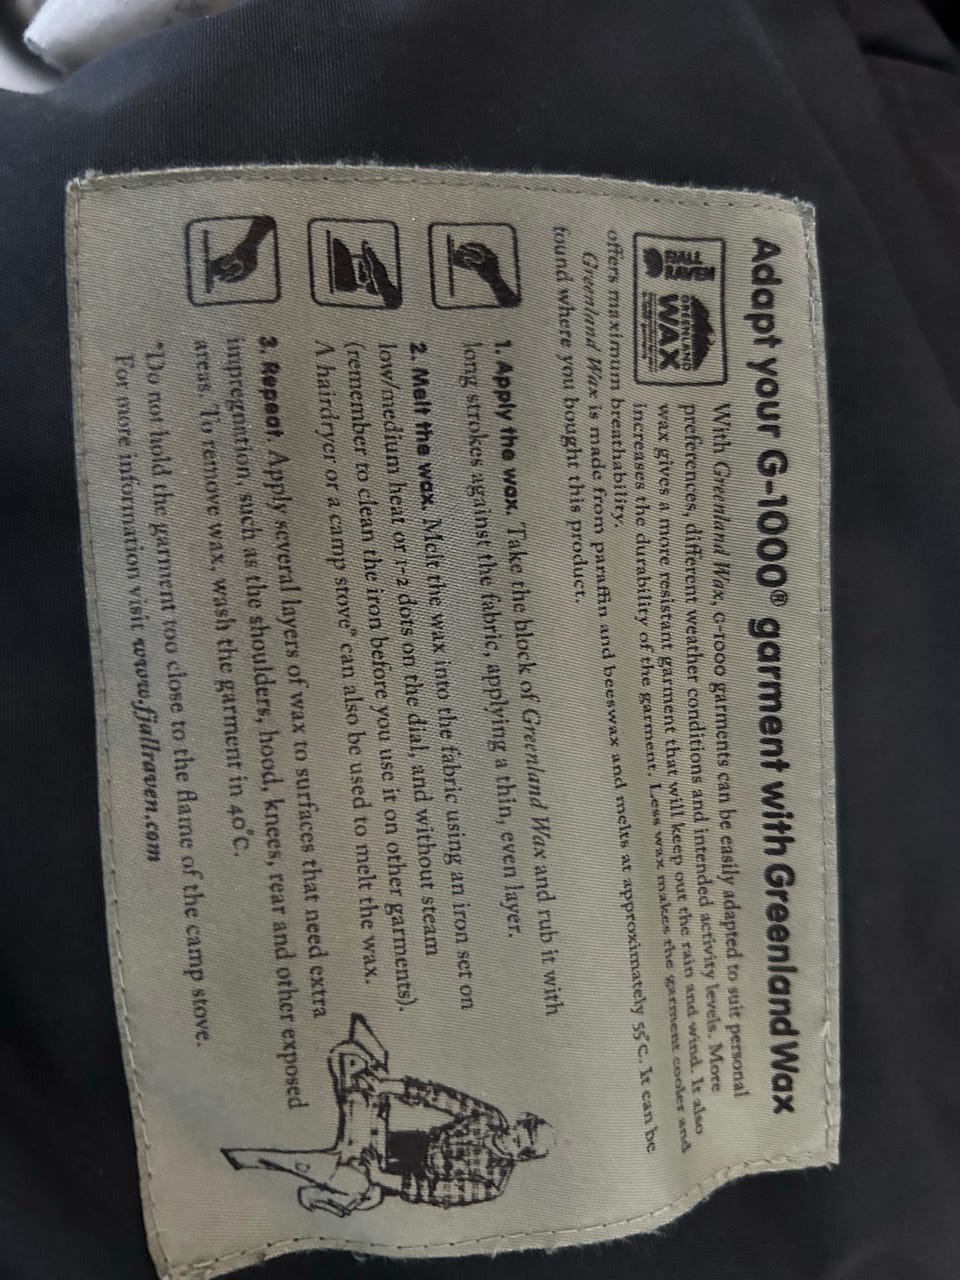 Adapt your G-1000® garment with Greenland Wax
GREENLAND
WAX
With Greenland Wax, G-1000 garments can be easily adapted to suit personal
preferences, different weather conditions and intended activity levels. More
wax gives a more resistant garment that will keep out the rain and wind. It also
increases the durability of the garment. Less wax makes the garment cooler and
offers maximum breathability.
Greenland Wax is made from paraffin and beeswax and melts at approximately 55°C. It can be
found where you bought this product.
1. Apply the wax. Take the block of Greenland Wax and rub it with
long strokes against the fabric, applying a thin, even layer.
2. Melt the wax. Melt the wax into the fabric using an iron set on
low/medium heat or 1-2 dots on the dial, and without steam
(remember to clean the iron before you use it on other garments).
A hairdryer or a camp stove* can also be used to melt the wax.
3. Repeat. Apply several layers of wax to surfaces that need extra
impregnation, such as the shoulders, hood, knees, rear and other exposed
areas. To remove wax, wash the garment in 40°C.
*Do not hold the garment too close to the flame of the camp stove.
For more information visit www.fjallraven.com